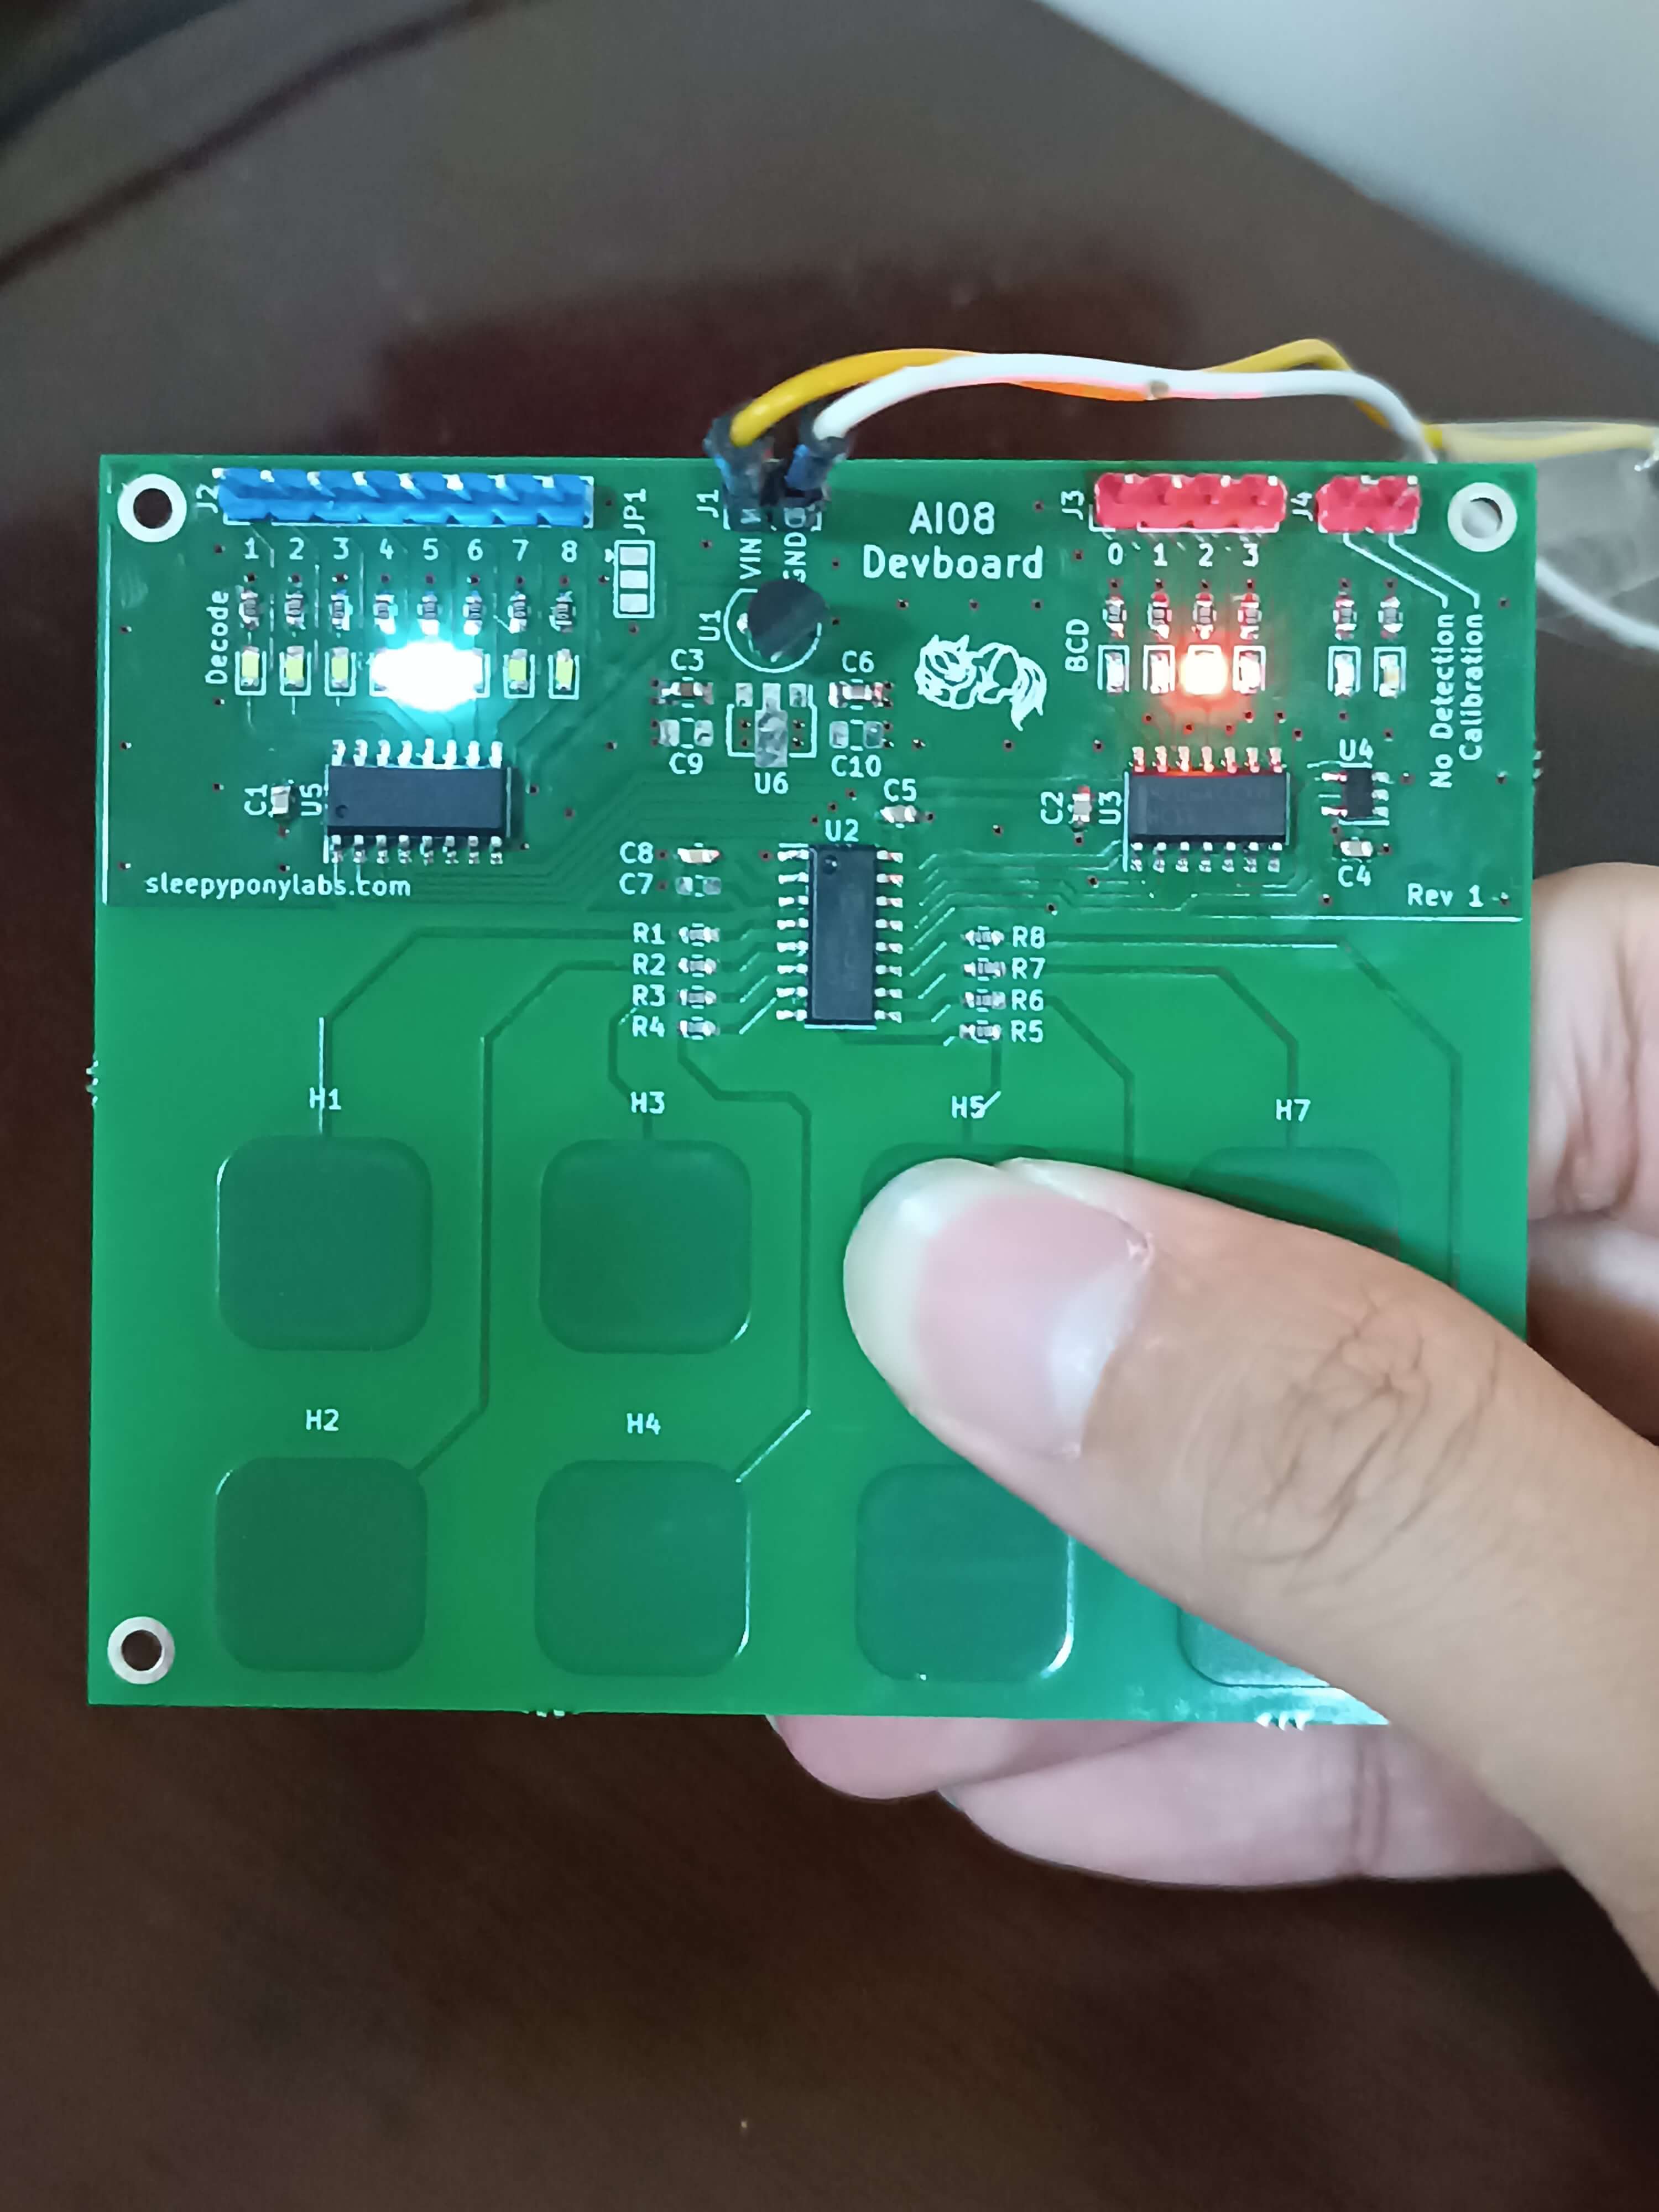 J2
1 2 3 4 5 6 7 8
Decode
JP1
J1
VIN
GND
AI08
Devboard
J3
J4
0 1 2 3
BCD
No Detection
Calibration
U1
C3
C6
C9
C10
U6
C1
U5
C5
C2
U3
U4
C4
U2
C8
C7
sleepyponylabs.com
Rev 1
R1
R2
R3
R4
R8
R7
R6
R5
H1
H3
H5
H7
H2
H4